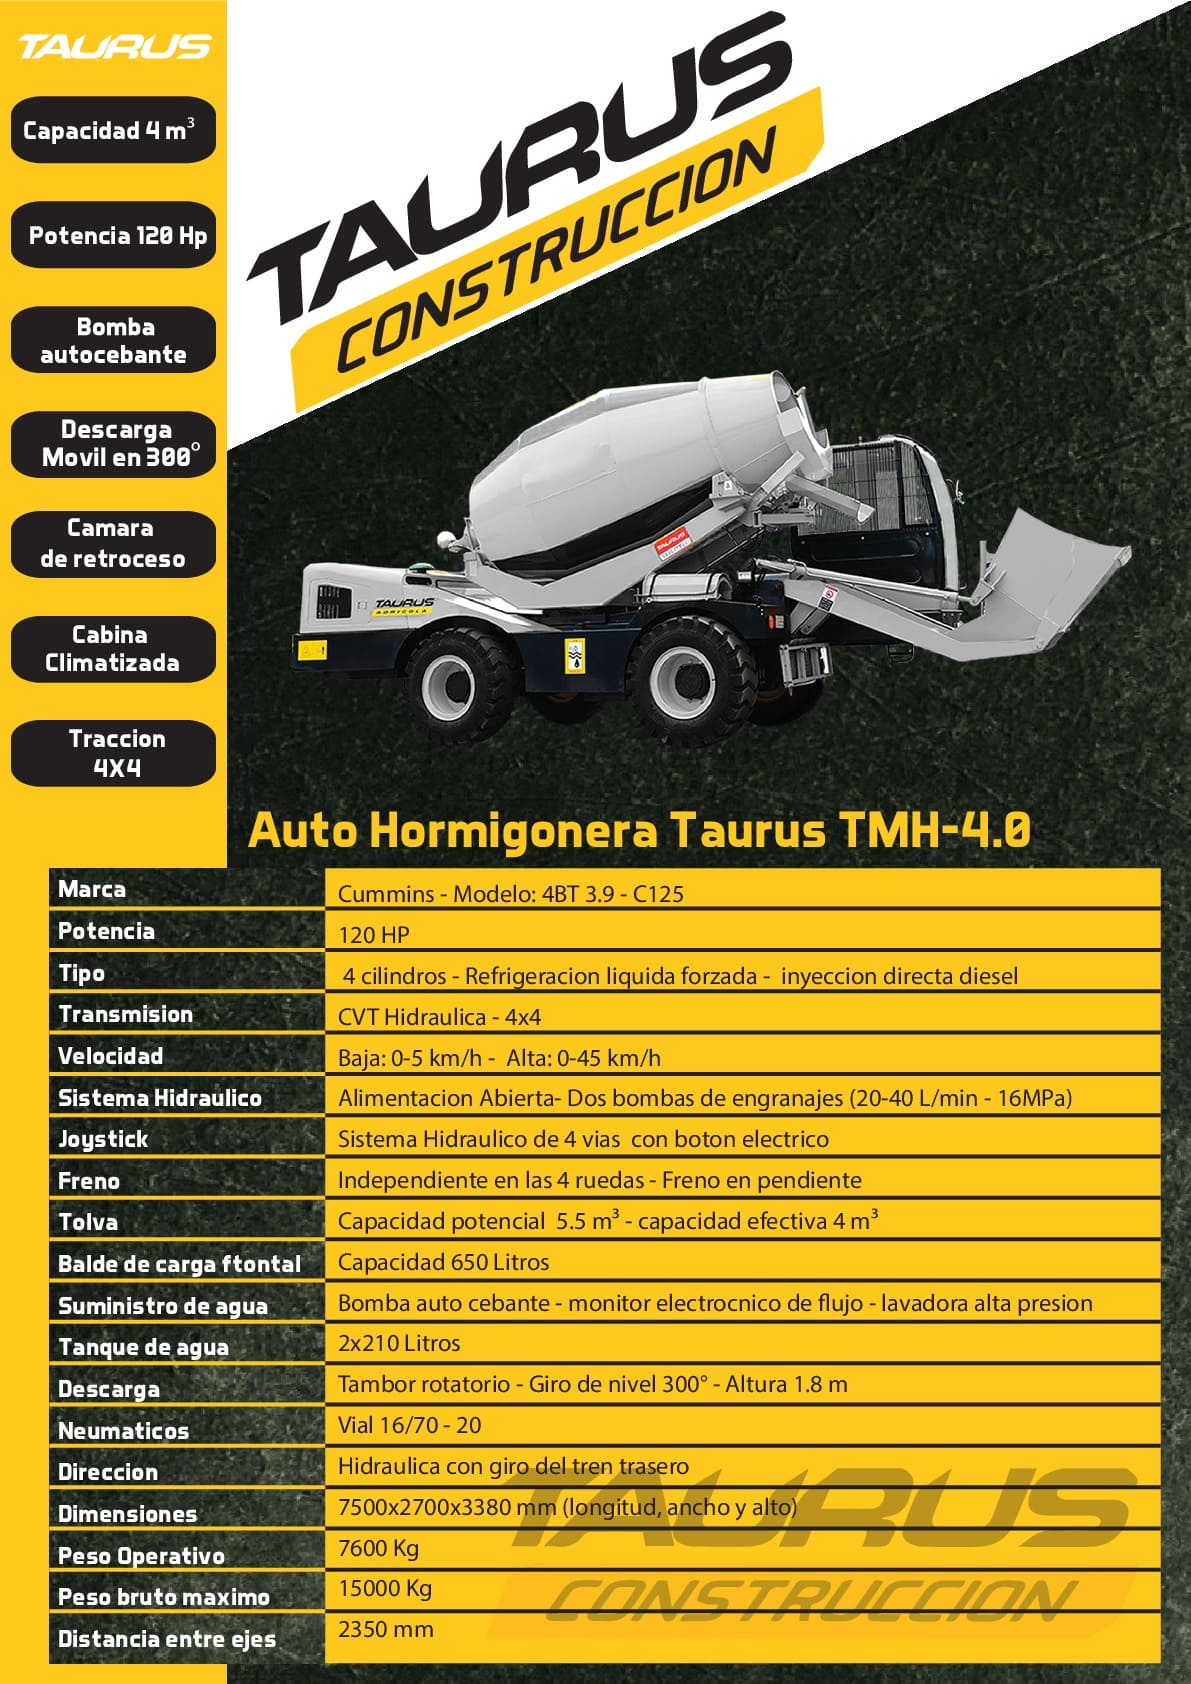 TAURUS
Capacidad 4 m³
Potencia 120 Hp
Bomba
autocebante
Descarga
Movil en 300°
Camara
de retroceso
Cabina
Climatizada
Traccion
4X4
TAURUS
CONSTRUCCION
TAURUS
TAURUS
AGRICOLA
Auto Hormigonera Taurus TMH-4.0
Marca Cummins - Modelo: 4BT 3.9 - C125
Potencia 120 HP
Tipo 4 cilindros - Refrigeracion liquida forzada - inyeccion directa diesel
Transmision CVT Hidraulica - 4x4
Velocidad Baja: 0-5 km/h - Alta: 0-45 km/h
Sistema Hidraulico Alimentacion Abierta- Dos bombas de engranajes (20-40 L/min - 16MPa)
Joystick Sistema Hidraulico de 4 vias con boton electrico
Freno Independiente en las 4 ruedas - Freno en pendiente
Tolva Capacidad potencial 5.5 m³ - capacidad efectiva 4 m³
Balde de carga ftontal Capacidad 650 Litros
Suministro de agua Bomba auto cebante - monitor electrocnico de flujo - lavadora alta presion
Tanque de agua 2x210 Litros
Descarga Tambor rotatorio - Giro de nivel 300° - Altura 1.8 m
Neumaticos Vial 16/70 - 20
Direccion Hidraulica con giro del tren trasero
Dimensiones 7500x2700x3380 mm (longitud, ancho y alto)
Peso Operativo 7600 Kg
Peso bruto maximo 15000 Kg
Distancia entre ejes 2350 mm
TAURUS
CONSTRUCCION